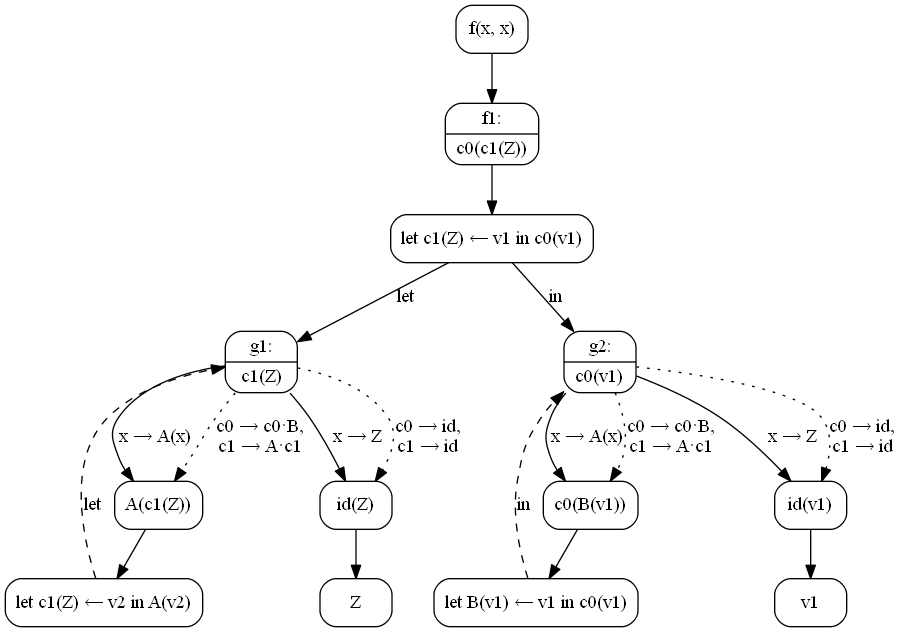 f(x, x)
f1:
c0(c1(Z))
let c1(Z) ← v1 in c0(v1)
let
in
g1:
c1(Z)
g2:
c0(v1)
x → A(x)
c0 → c0·B,
c1 → A·c1
x → Z
c0 → id,
c1 → id
x → A(x)
c0 → c0·B,
c1 → A·c1
x → Z
c0 → id,
c1 → id
let
A(c1(Z))
id(Z)
in
c0(B(v1))
id(v1)
let c1(Z) ← v2 in A(v2)
Z
let B(v1) ← v1 in c0(v1)
v1